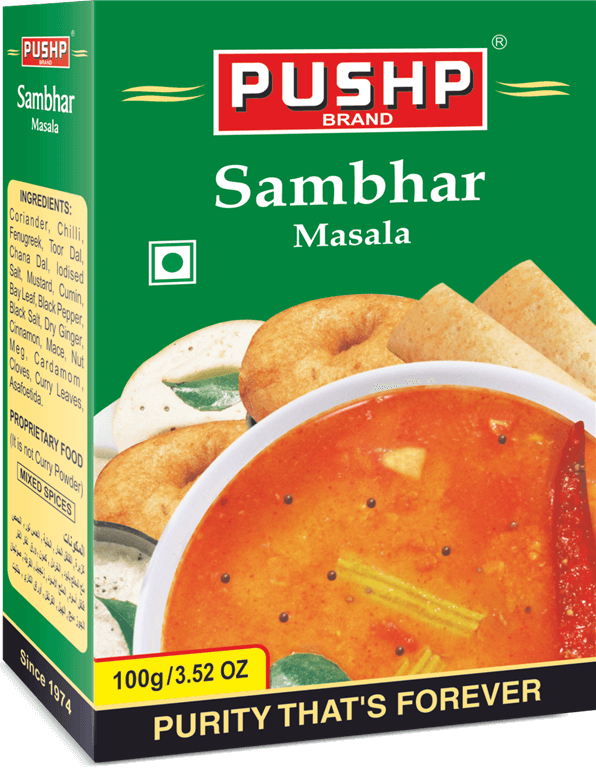 PUSHP
BRAND
Sambhar
Masala
INGREDIENTS:
Coriander, Chilli,
Fenugreek, Toor Dal,
Chana Dal, Iodised
Salt, Mustard, Cumin,
Bay Leaf, Black Pepper,
Black Salt, Dry Ginger,
Cinnamon, Mace, Nut
Meg, Cardamom,
Cloves, Curry Leaves,
Asafoetida.
PROPRIETARY FOOD
(It is not Curry Powder)
MIXED SPICES
المكونات:
Since 1974
PUSHP
BRAND
®
Sambhar
Masala
100g/3.52 OZ
PURITY THAT'S FOREVER